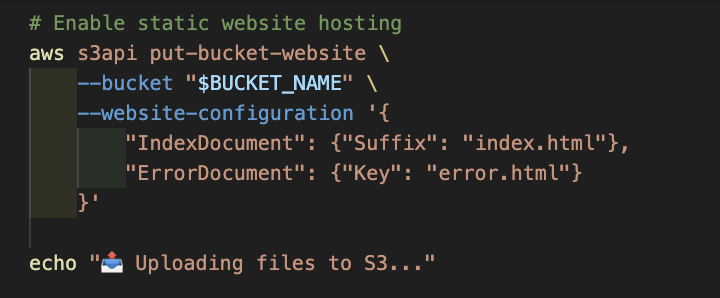 # Enable static website hosting
aws s3api put-bucket-website \
    --bucket "$BUCKET_NAME" \
    --website-configuration '{
        "IndexDocument": {"Suffix": "index.html"},
        "ErrorDocument": {"Key": "error.html"}
    }'

echo "📤 Uploading files to S3..."